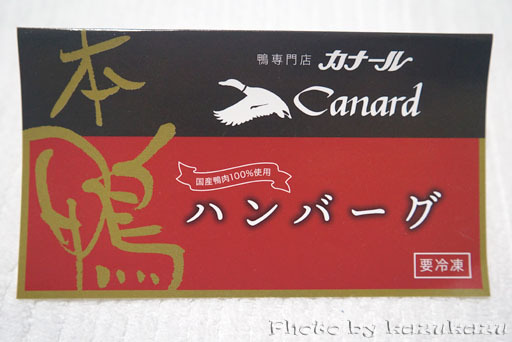 本鴨
鴨専門店 カナール
Canard
国産鴨肉100%使用
ハンバーグ
要冷凍
Photo by kazukazu